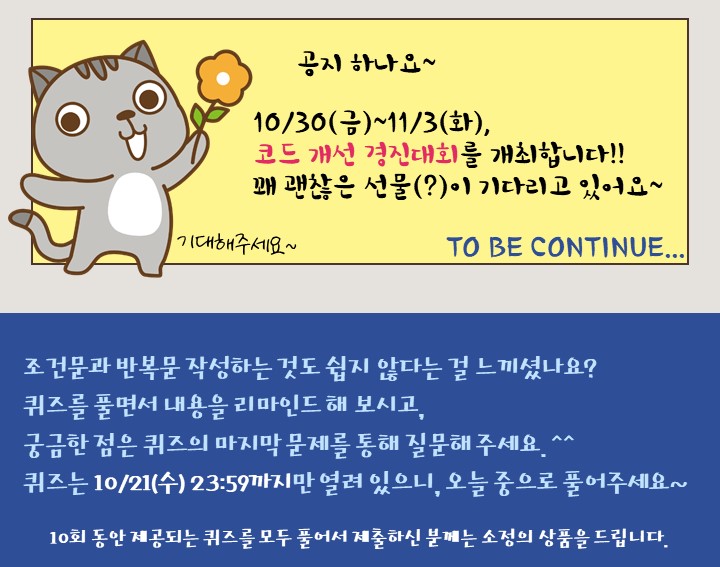 공지 하나요~
10/30(금)~11/3(화),
코드 개선 경진대회를 개최합니다!!
꽤 괜찮은 선물(?)이 기다리고 있어요~
기대해주세요~
TO BE CONTINUE...
조건문과 반복문 작성하는 것도 쉽지 않다는 걸 느끼셨나요?
퀴즈를 풀면서 내용을 리마인드 해 보시고,
궁금한 점은 퀴즈의 마지막 문제를 통해 질문해 주세요. ^^
퀴즈는 10/21(수) 23:59까지만 열려 있으니, 오늘 중으로 풀어주세요~
10회 동안 제공되는 퀴즈를 모두 풀어서 제출하신 분께는 소정의 상품을 드립니다.